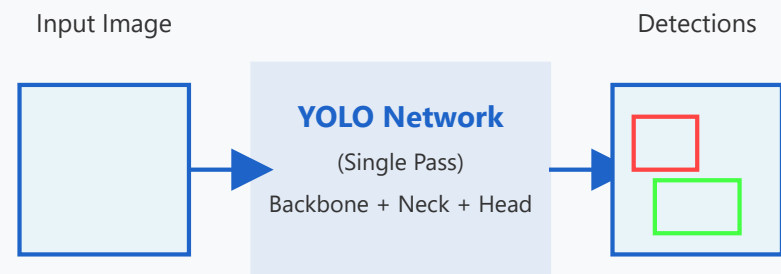 Input Image
Detections
YOLO Network
(Single Pass)
Backbone + Neck + Head